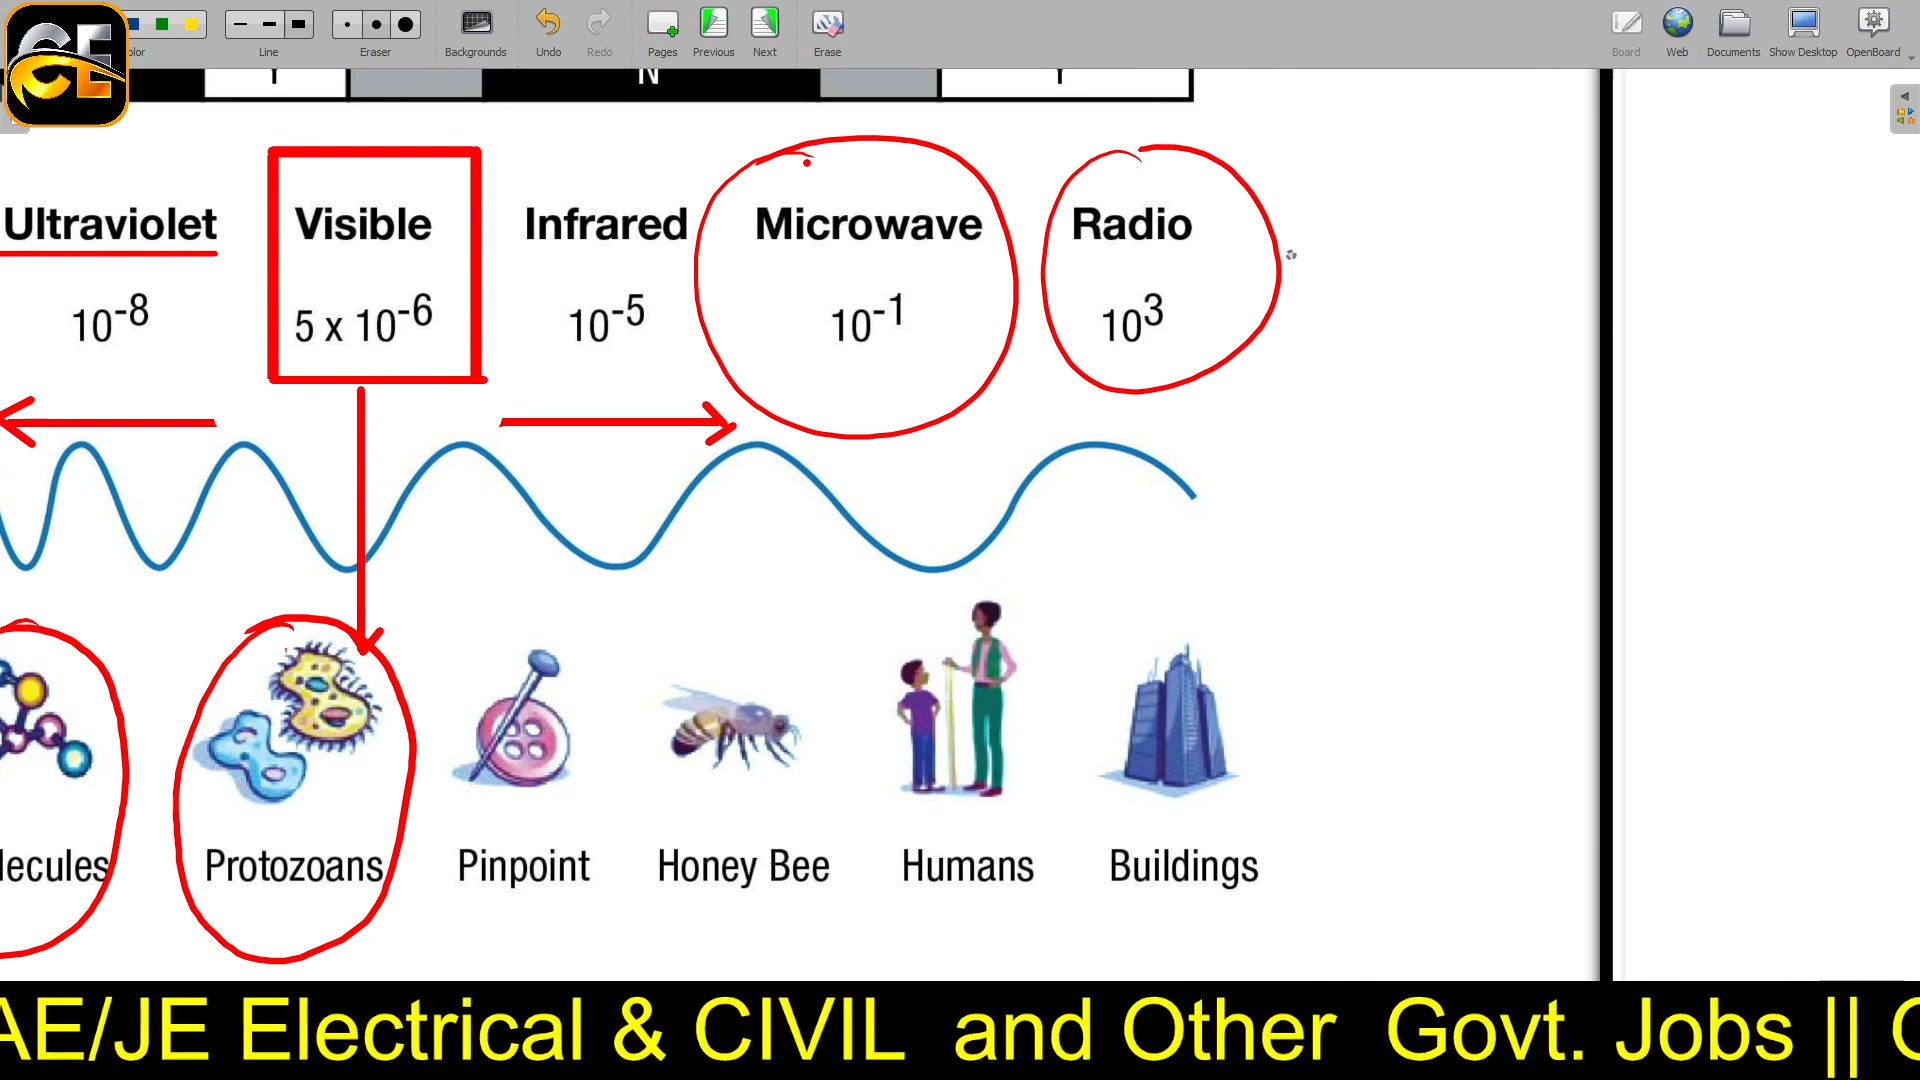 CE
olor
Line
Eraser
Backgrounds
Undo
Redo
Pages
Previous
Next
Erase
Board
Web
Documents
Show Desktop
OpenBoard
Y N Y
Ultraviolet Visible Infrared Microwave Radio
10-8 5 x 10-6 10-5 10-1 103
lecules Protozoans Pinpoint Honey Bee Humans Buildings
AE/JE Electrical & CIVIL and Other Govt. Jobs ||